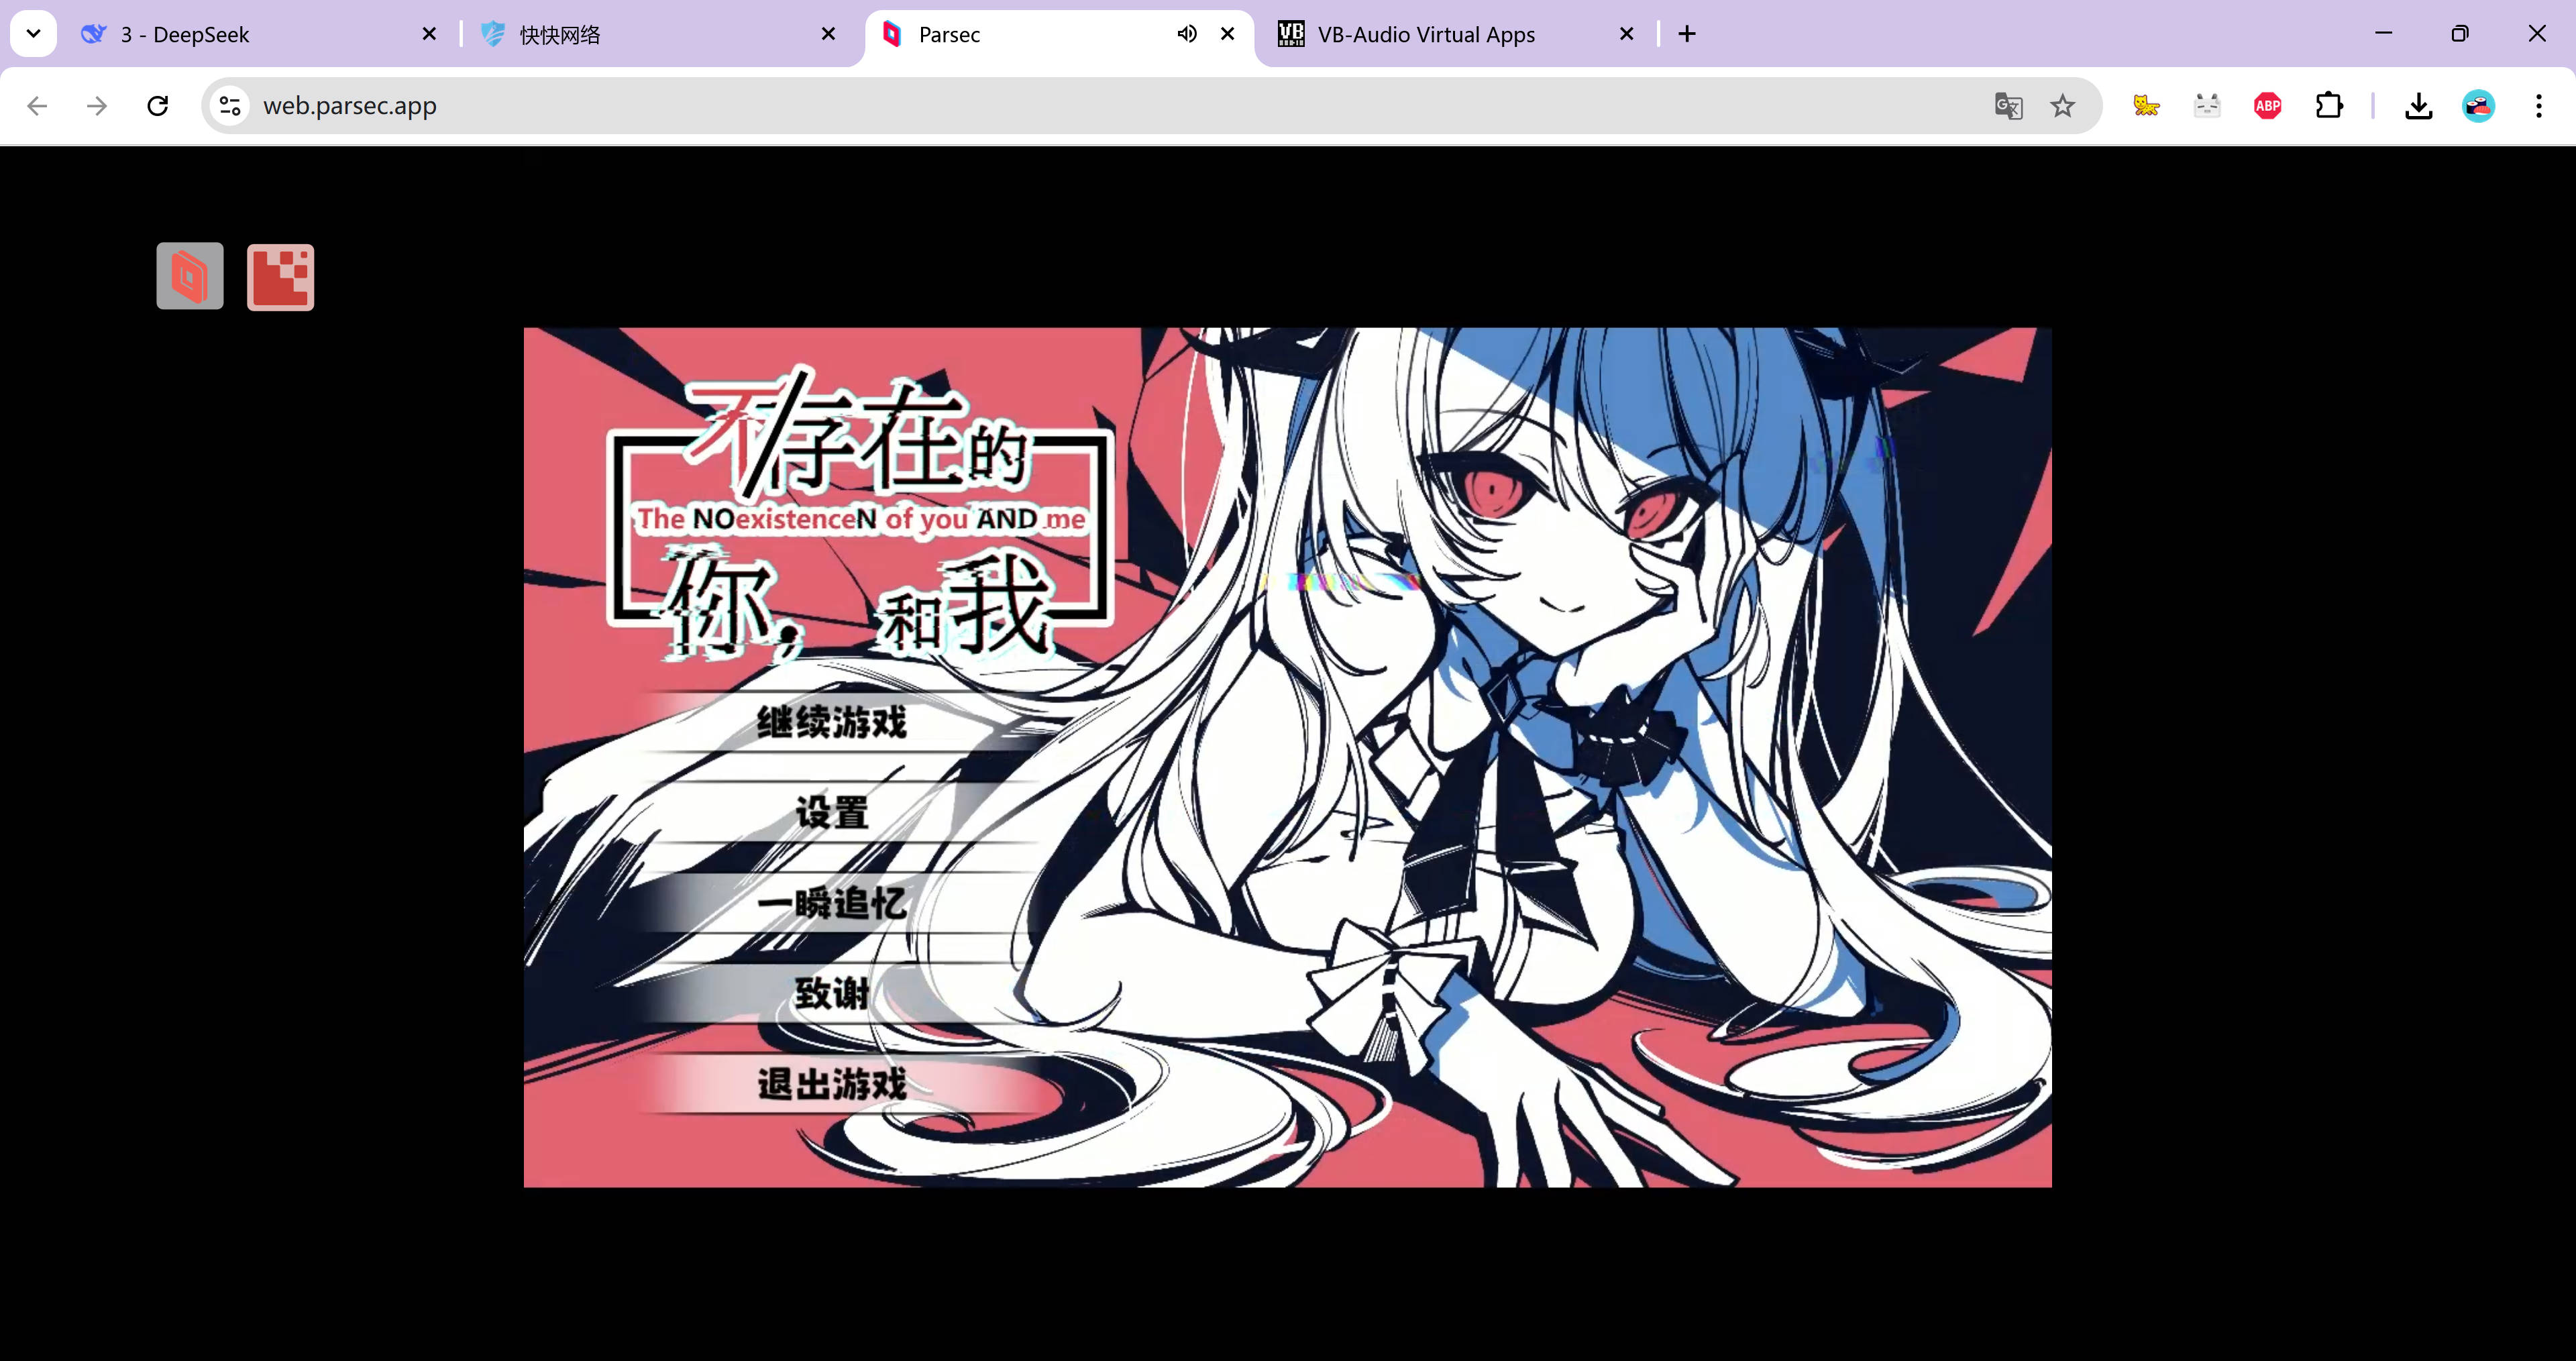 3 - DeepSeek
快快网络
Parsec
VB-Audio Virtual Apps
web.parsec.app
ABP
不存在的
The NOexistenceN of you AND me
你，和我
继续游戏
设置
一瞬追忆
致谢
退出游戏